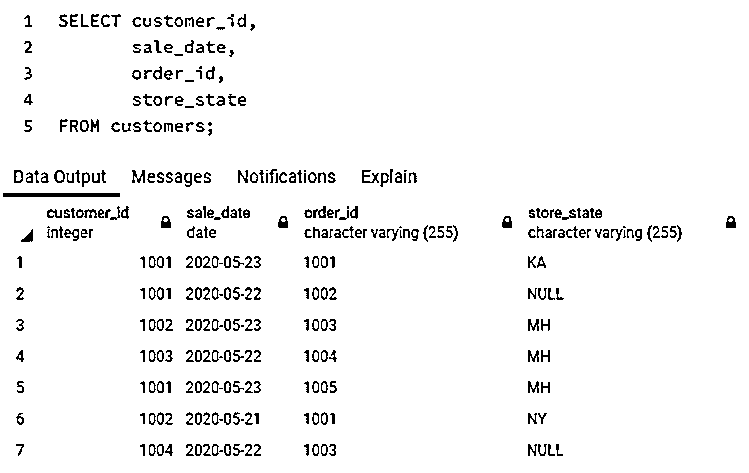 1 SELECT customer_id,
2 sale_date,
3 order_id,
4 store_state
5 FROM customers;
Data Output Messages Notifications Explain
customer_id sale_date order_id store_state
integer date character varying (255) character varying (255)
1 1001 2020-05-23 1001 KA
2 1001 2020-05-22 1002 NULL
3 1002 2020-05-23 1003 MH
4 1003 2020-05-22 1004 MH
5 1001 2020-05-23 1005 MH
6 1002 2020-05-21 1001 NY
7 1004 2020-05-22 1003 NULL